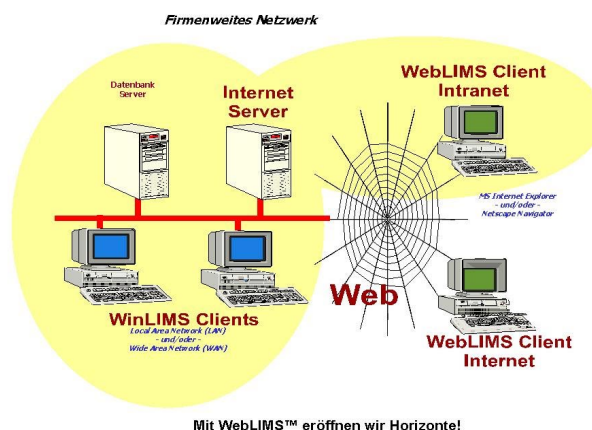 Firmenweites Netzwerk
Datenbank
Server
Internet
Server
WebLIMS Client
Intranet
MS Internet Explorer
- und/oder -
Netscape Navigator
Web
WinLIMS Clients
Local Area Network (LAN)
- und/oder -
Wide Area Network (WAN)
WebLIMS Client
Internet
Mit WebLIMS™ eröffnen wir Horizonte!